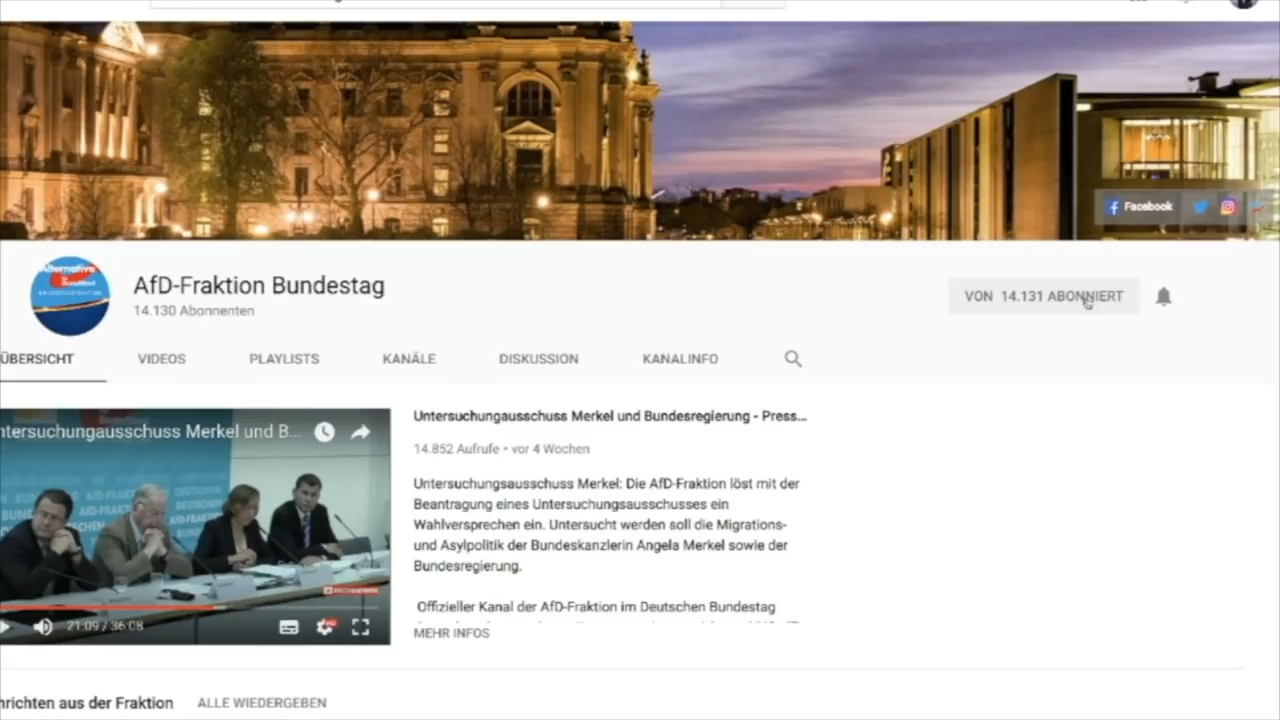 Facebook
Alternative
AfD-Fraktion Bundestag
14.130 Abonnenten
VON 14.131 ABONNIERT
ÜBERSICHT VIDEOS PLAYLISTS KANÄLE DISKUSSION KANALINFO
ntersuchungausschuss Merkel und B...
21:09 / 36:08
Untersuchungausschuss Merkel und Bundesregierung - Press...
14.852 Aufrufe • vor 4 Wochen
Untersuchungsausschuss Merkel: Die AfD-Fraktion löst mit der
Beantragung eines Untersuchungsausschusses ein
Wahlversprechen ein. Untersucht werden soll die Migrations-
und Asylpolitik der Bundeskanzlerin Angela Merkel sowie der
Bundesregierung.
Offizieller Kanal der AfD-Fraktion im Deutschen Bundestag
MEHR INFOS
hrichten aus der Fraktion ALLE WIEDERGEBEN